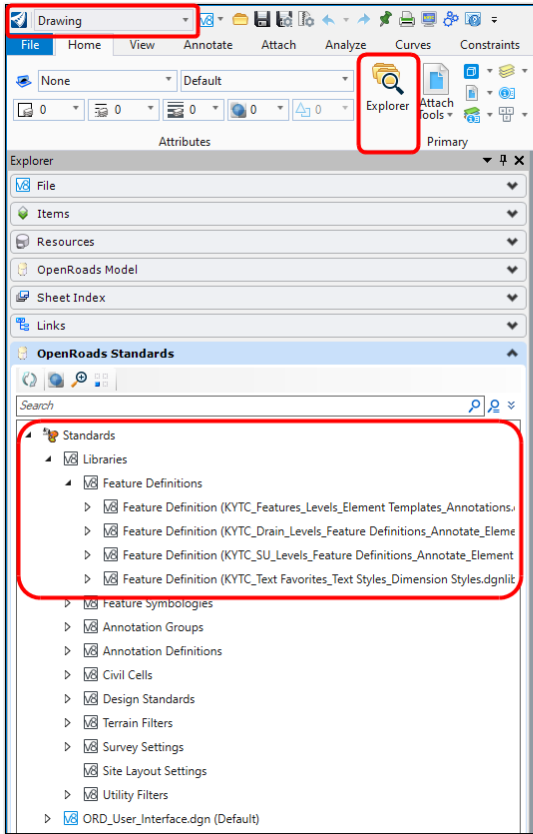 Drawing
File Home View Annotate Attach Analyze Curves Constraints
None Default
0 0 0 0 0
Explorer
Attach
Tools
Attributes Primary
Explorer
File
Items
Resources
OpenRoads Model
Sheet Index
Links
OpenRoads Standards
Search
Standards
Libraries
Feature Definitions
Feature Definition (KYTC_Features_Levels_Element Templates_Annotations.
Feature Definition (KYTC_Drain_Levels_Feature Definitions_Annotate_Eleme
Feature Definition (KYTC_SU_Levels_Feature Definitions_Annotate_Element
Feature Definition (KYTC_Text Favorites_Text Styles_Dimension Styles.dgnlib
Feature Symbologies
Annotation Groups
Annotation Definitions
Civil Cells
Design Standards
Terrain Filters
Survey Settings
Site Layout Settings
Utility Filters
ORD_User_Interface.dgn (Default)